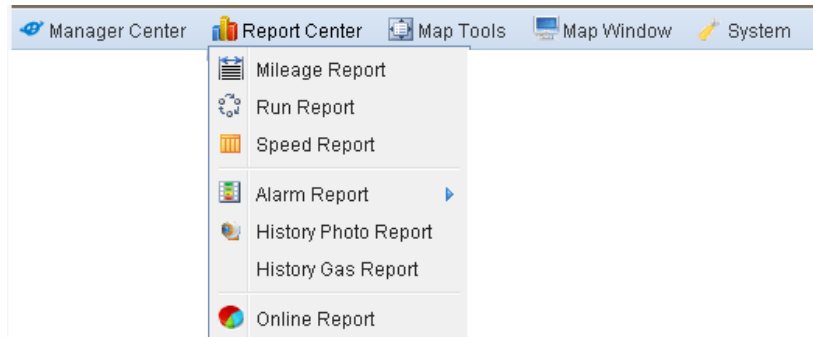 Manager Center Report Center Map Tools Map Window System
Mileage Report
Run Report
Speed Report
Alarm Report
History Photo Report
History Gas Report
Online Report